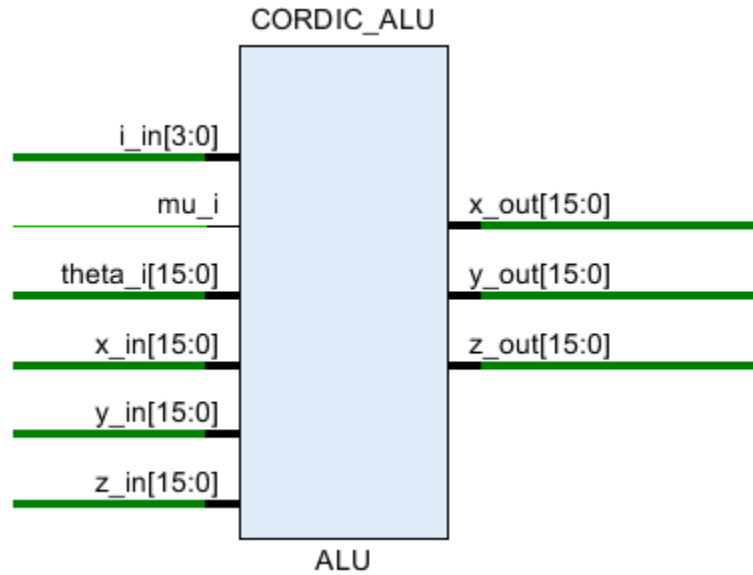 CORDIC_ALU
i_in[3:0]
mu_i
theta_i[15:0]
x_in[15:0]
y_in[15:0]
z_in[15:0]
x_out[15:0]
y_out[15:0]
z_out[15:0]
ALU